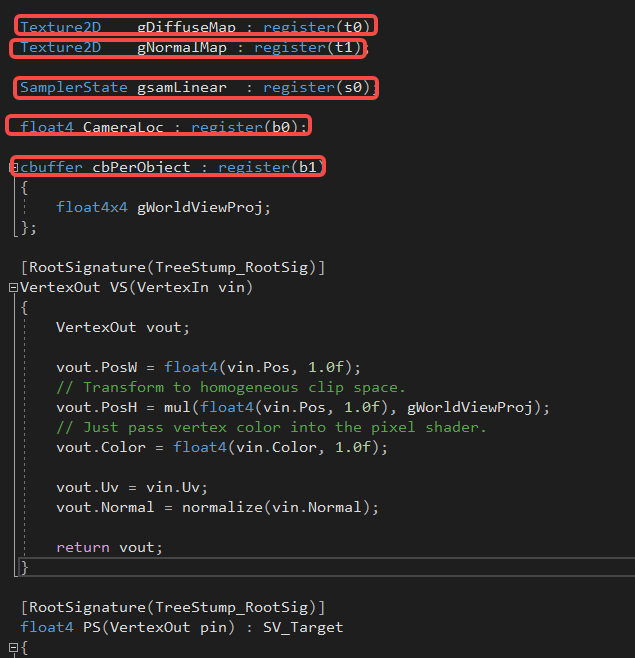 Texture2D    gDiffuseMap : register(t0)
Texture2D    gNormalMap : register(t1);
SamplerState gsamLinear  : register(s0);
float4 CameraLoc : register(b0);
cbuffer cbPerObject : register(b1)
{
    float4x4 gWorldViewProj;
};
[RootSignature(TreeStump_RootSig)]
VertexOut VS(VertexIn vin)
{
    VertexOut vout;
    vout.PosW = float4(vin.Pos, 1.0f);
    // Transform to homogeneous clip space.
    vout.PosH = mul(float4(vin.Pos, 1.0f), gWorldViewProj);
    // Just pass vertex color into the pixel shader.
    vout.Color = float4(vin.Color, 1.0f);
    vout.Uv = vin.Uv;
    vout.Normal = normalize(vin.Normal);
    return vout;
}
[RootSignature(TreeStump_RootSig)]
float4 PS(VertexOut pin) : SV_Target
{